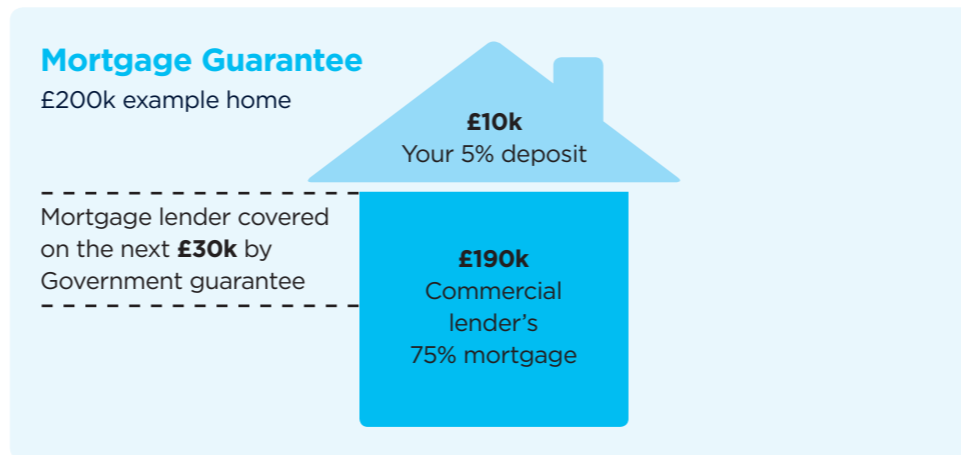 Mortgage Guarantee
£200k example home
£10k
Your 5% deposit
Mortgage lender covered
on the next £30k by
Government guarantee
£190k
Commercial
lender’s
75% mortgage